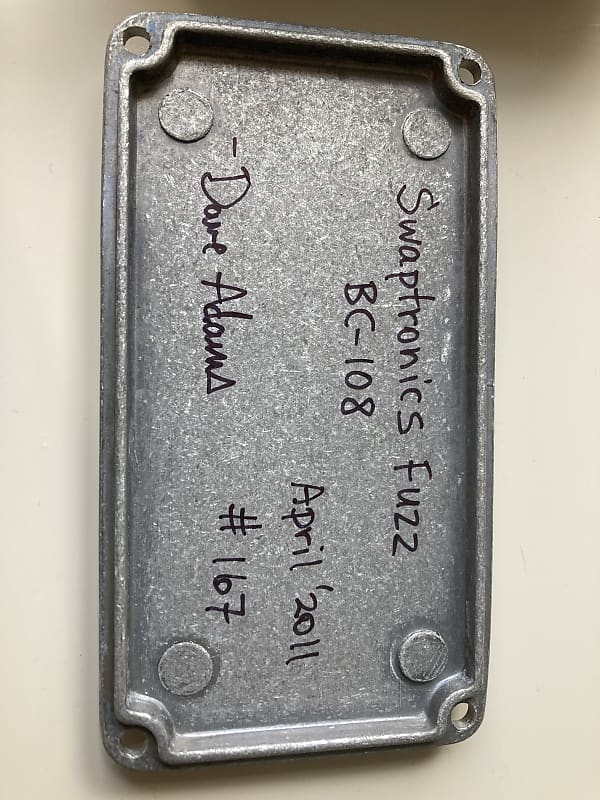 Swaptronics Fuzz
BC-108
April '2011
- Dave Adams
# 167